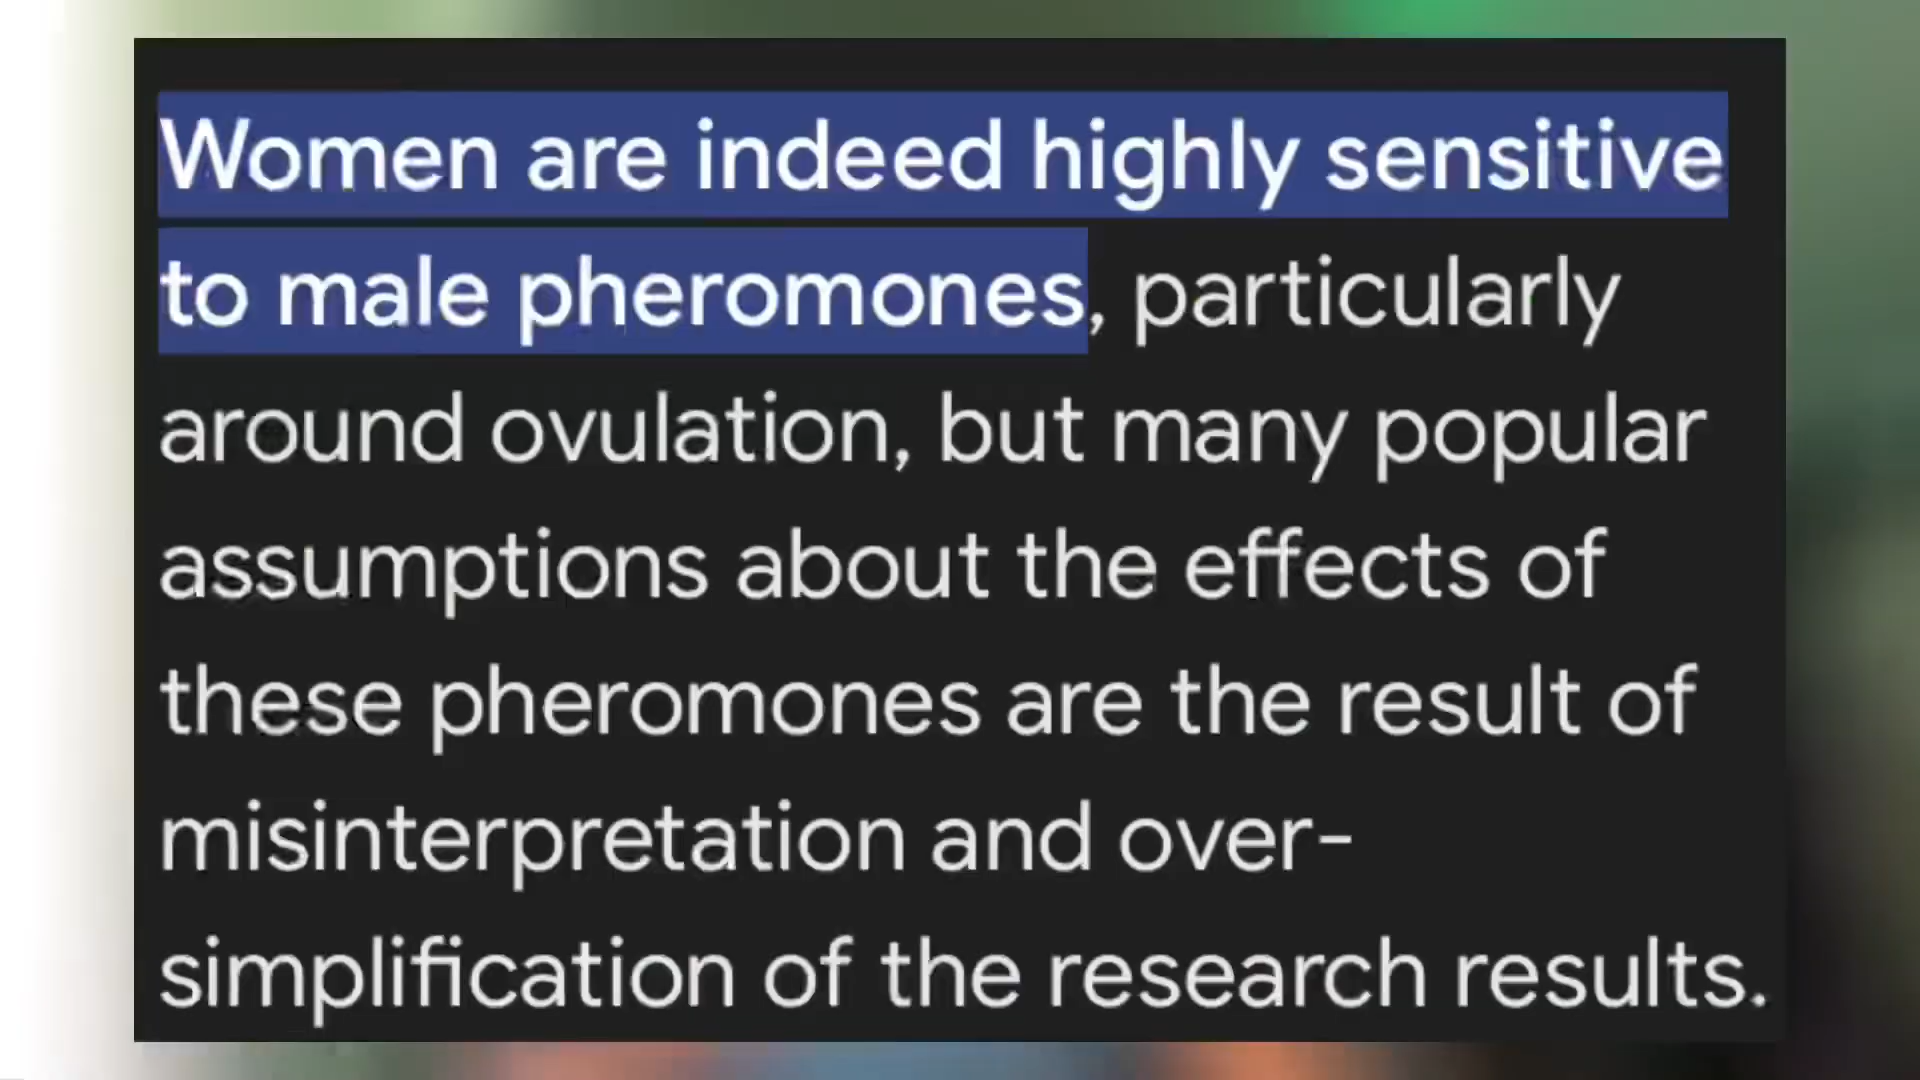 Women are indeed highly sensitive
to male pheromones, particularly
around ovulation, but many popular
assumptions about the effects of
these pheromones are the result of
misinterpretation and over-
simplification of the research results.